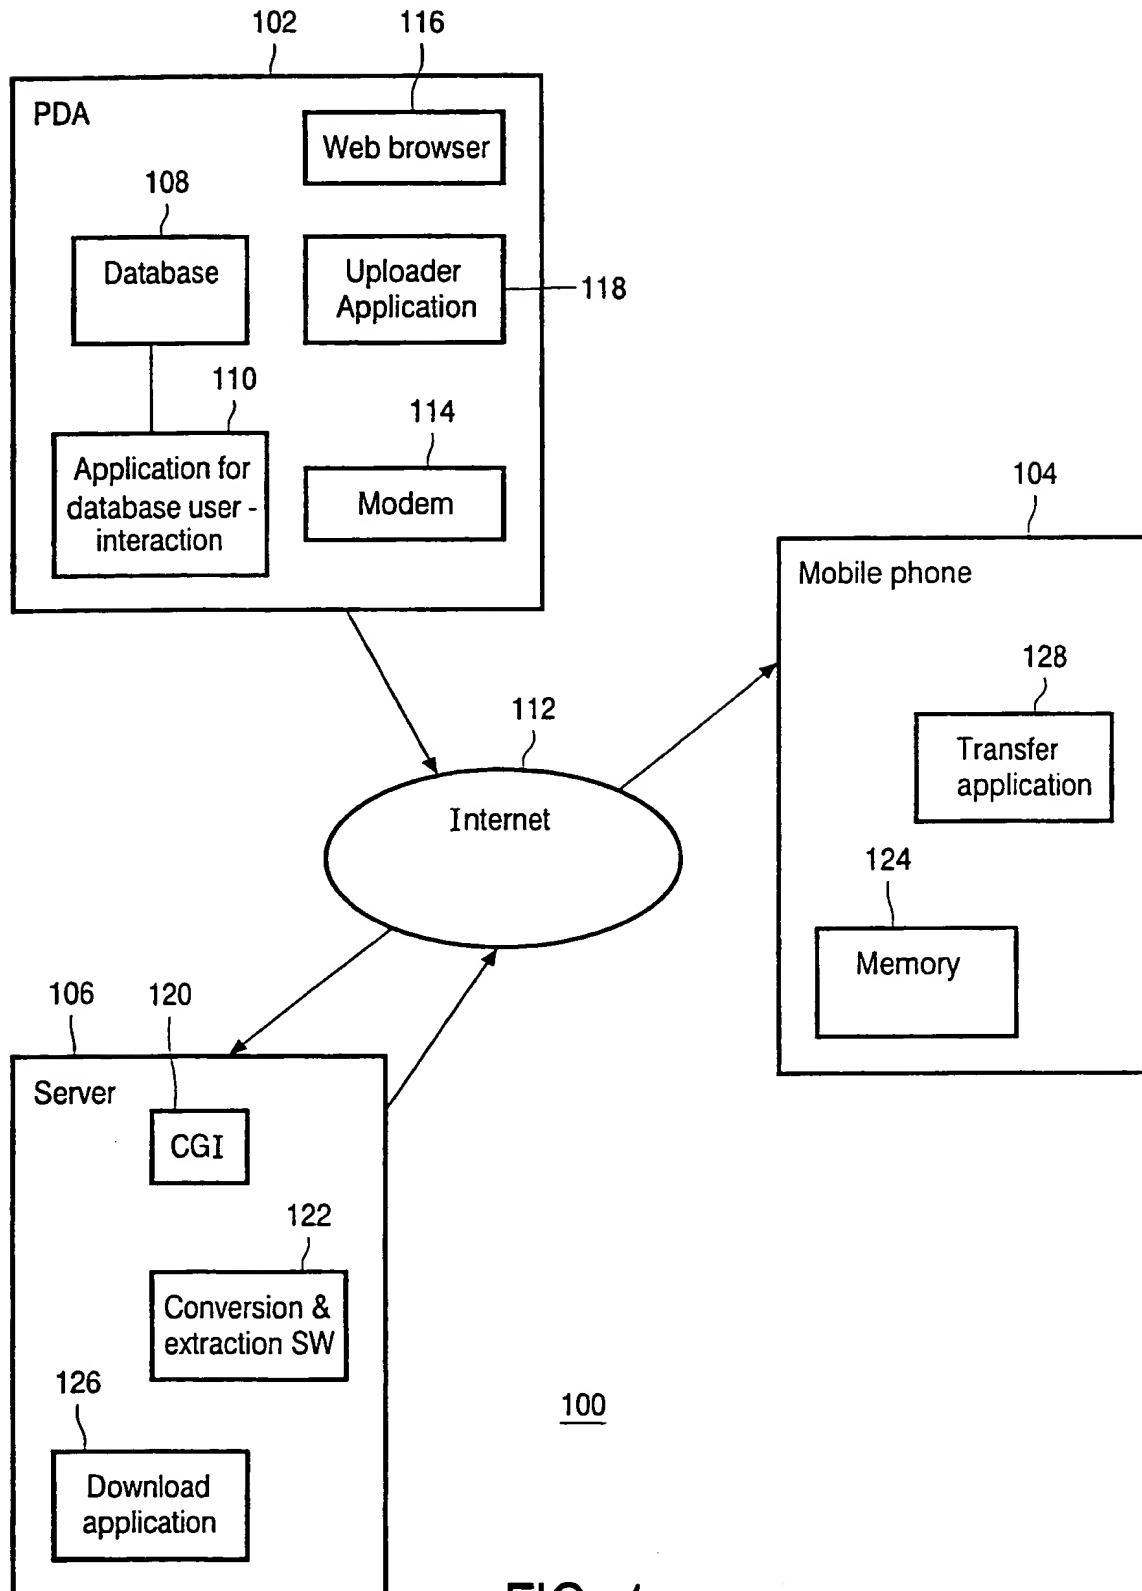 102
116
PDA
Web browser
108
Database
Uploader
Application
118
110
114
Application for
database user -
interaction
Modem
104
Mobile phone
128
Transfer
application
112
Internet
124
Memory
106
120
Server
CGI
122
Conversion &
extraction SW
126
100
Download
application